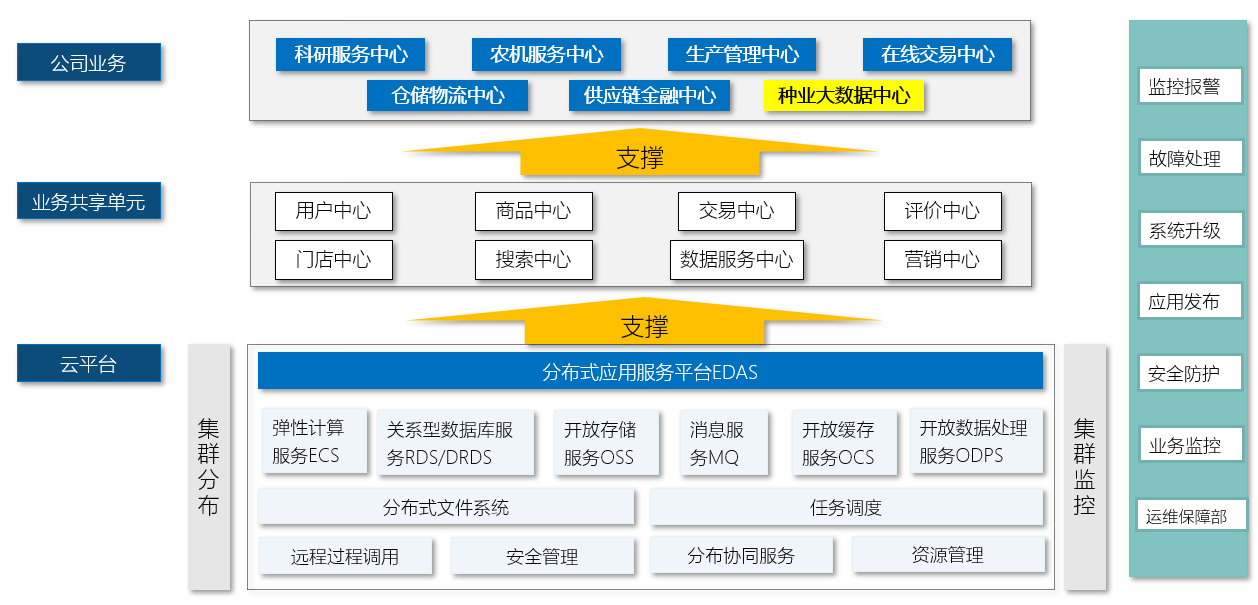 公司业务
科研服务中心
农机服务中心
生产管理中心
在线交易中心
仓储物流中心
供应链金融中心
种业大数据中心
支撑
业务共享单元
用户中心
商品中心
交易中心
评价中心
门店中心
搜索中心
数据服务中心
营销中心
支撑
云平台
集群分布
分布式应用服务平台EDAS
弹性计算
服务ECS
关系型数据库服
务RDS/DRDS
开放存储
服务OSS
消息服
务MQ
开放缓存
服务OCS
开放数据处理
服务ODPS
分布式文件系统
任务调度
远程过程调用
安全管理
分布协同服务
资源管理
集群监控
监控报警
故障处理
系统升级
应用发布
安全防护
业务监控
运维保障部